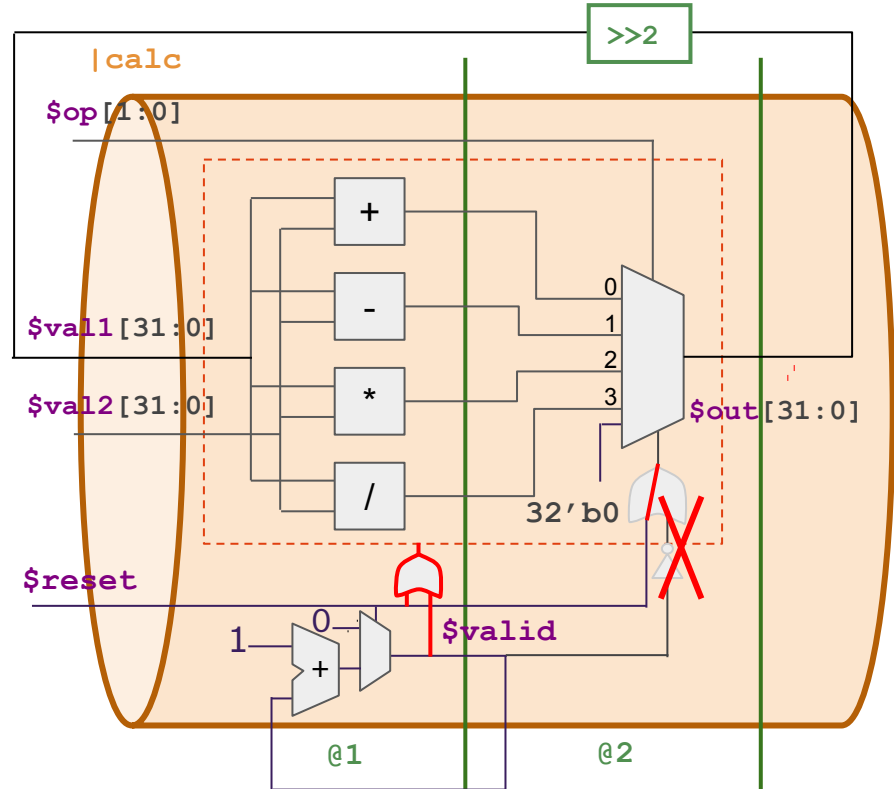 >>2
|calc
$op[1:0]
+
-
*
/
0
1
2
3
$val1[31:0]
$val2[31:0]
$out[31:0]
32'b0
$reset
$valid
0
1
+
@1
@2